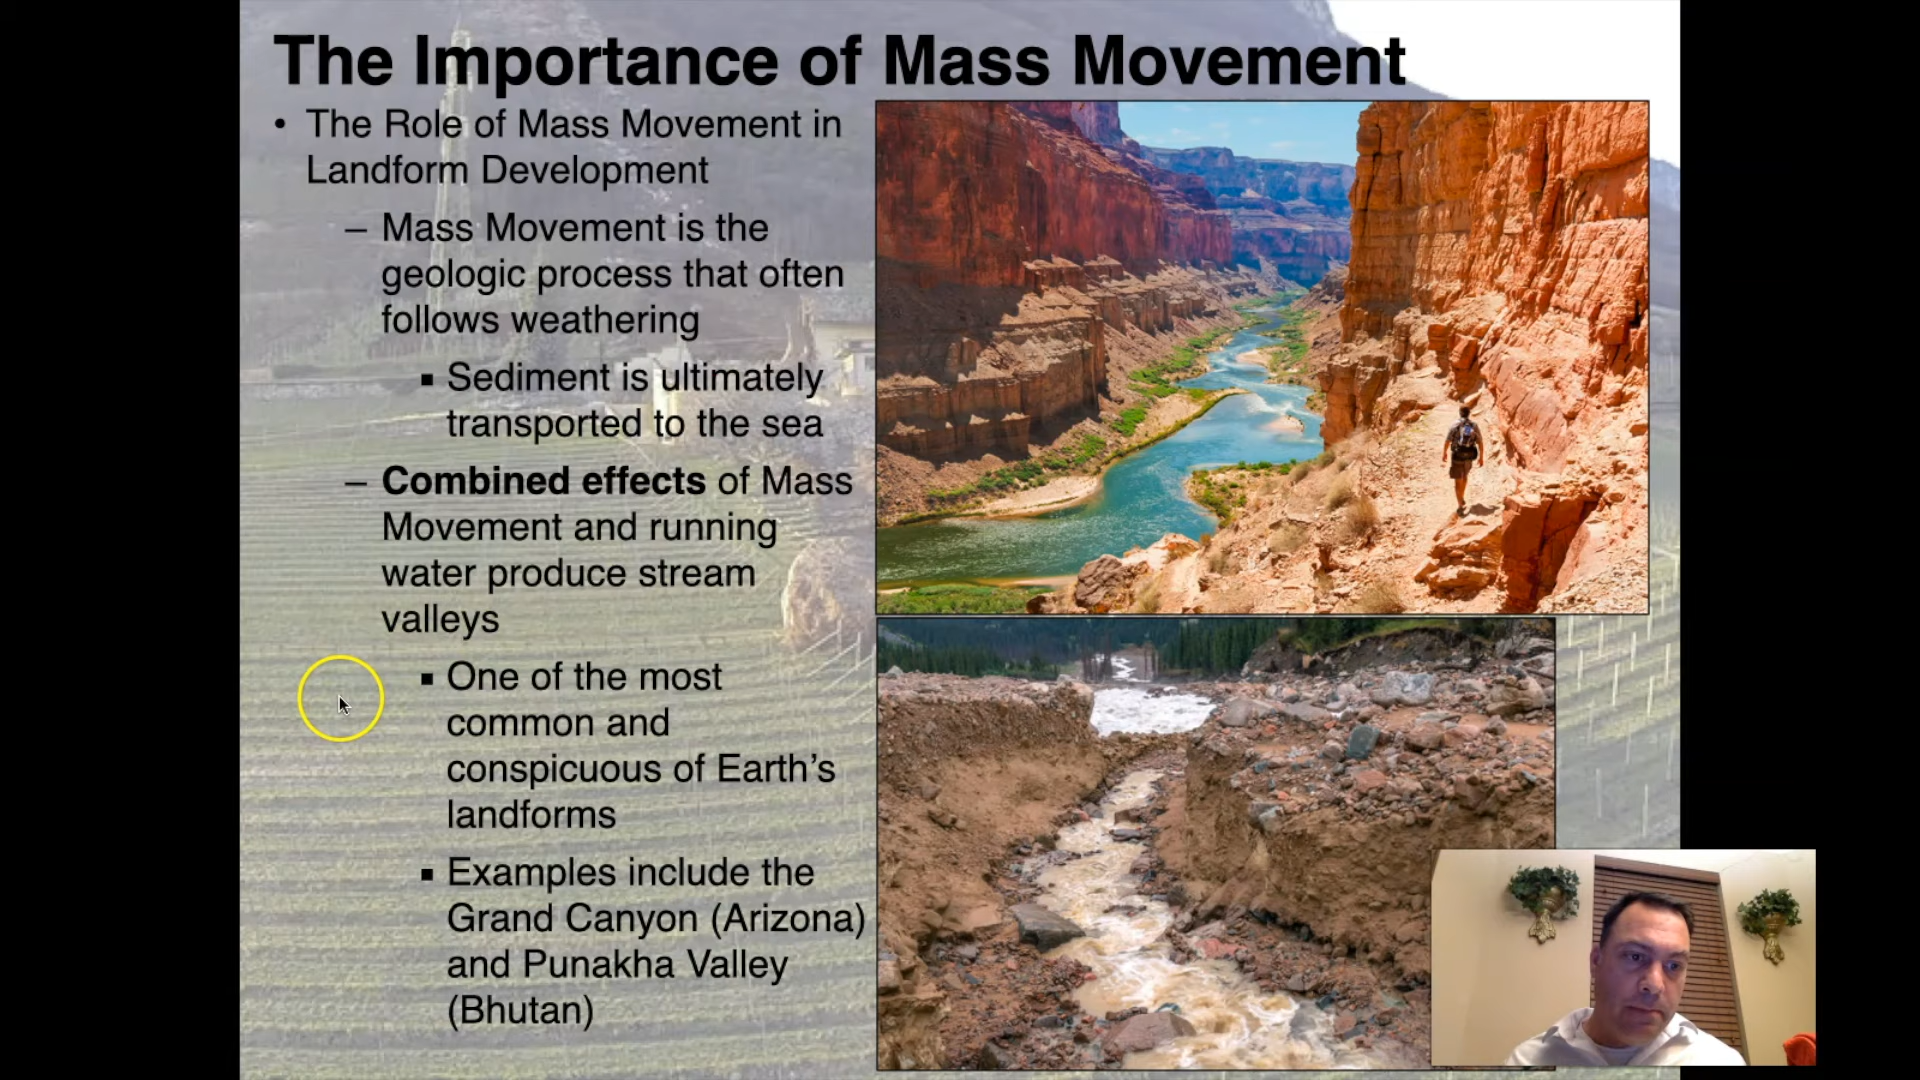 The Importance of Mass Movement
• The Role of Mass Movement in
Landform Development
– Mass Movement is the
geologic process that often
follows weathering
▪ Sediment is ultimately
transported to the sea
– Combined effects of Mass
Movement and running
water produce stream
valleys
▪ One of the most
common and
conspicuous of Earth’s
landforms
▪ Examples include the
Grand Canyon (Arizona)
and Punakha Valley
(Bhutan)